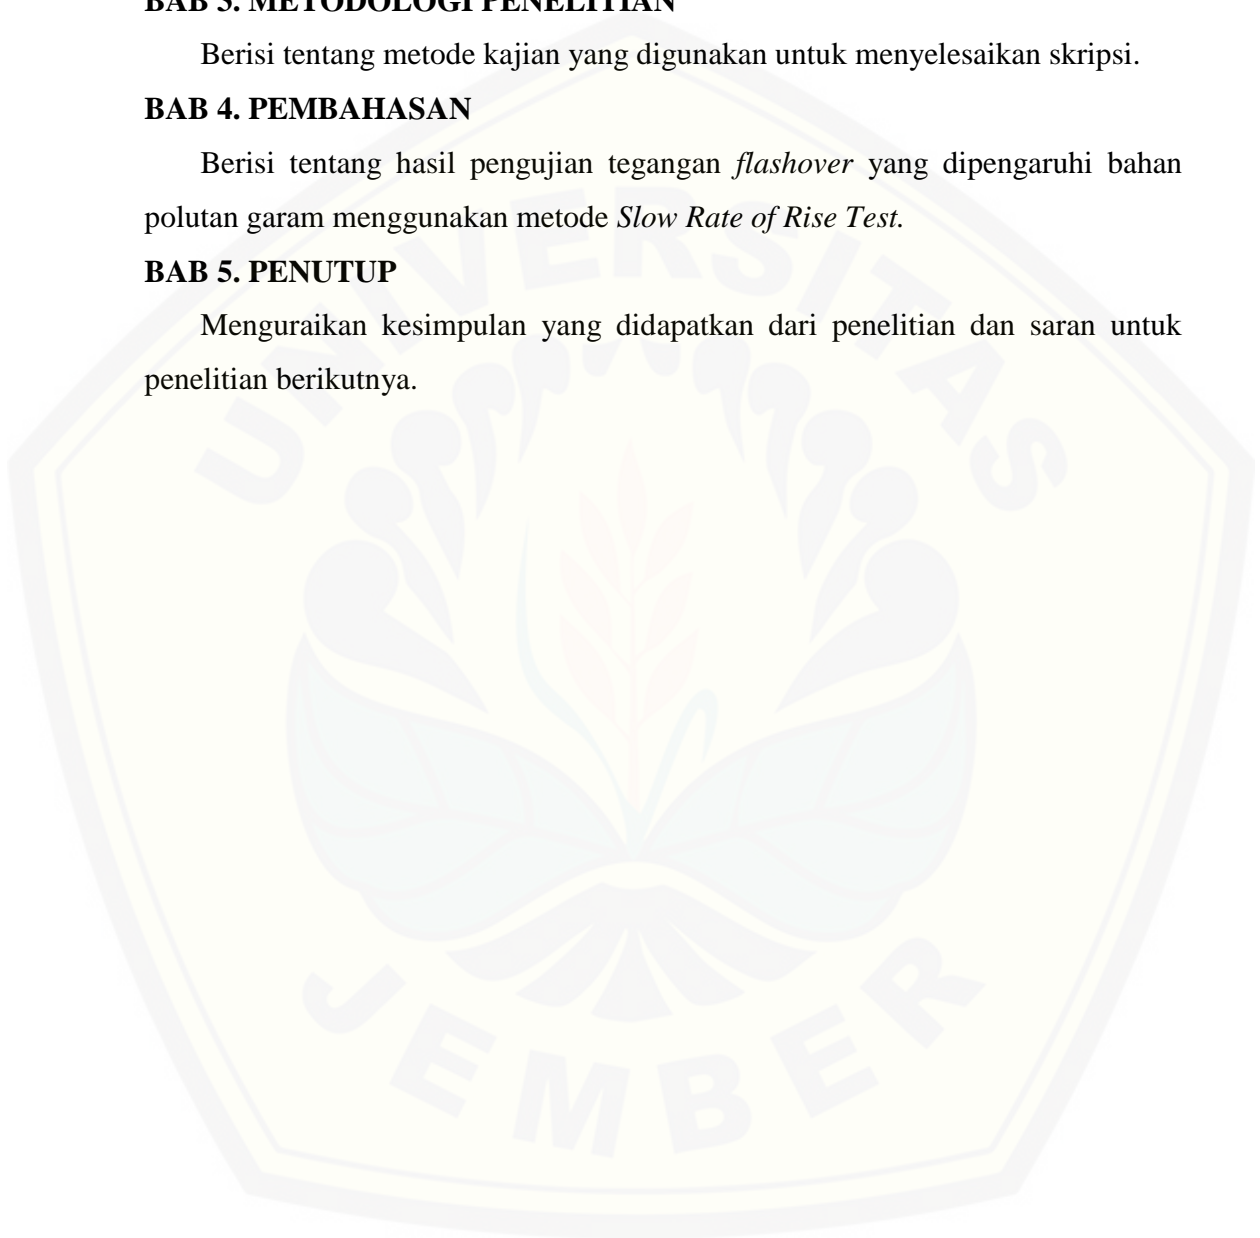 BAB 3. METODOLOGI PENELITIAN
Berisi tentang metode kajian yang digunakan untuk menyelesaikan skripsi.
BAB 4. PEMBAHASAN
Berisi tentang hasil pengujian tegangan flashover yang dipengaruhi bahan
polutan garam menggunakan metode Slow Rate of Rise Test.
BAB 5. PENUTUP
Menguraikan kesimpulan yang didapatkan dari penelitian dan saran untuk
penelitian berikutnya.
UNIVERSITAS
JEMBER